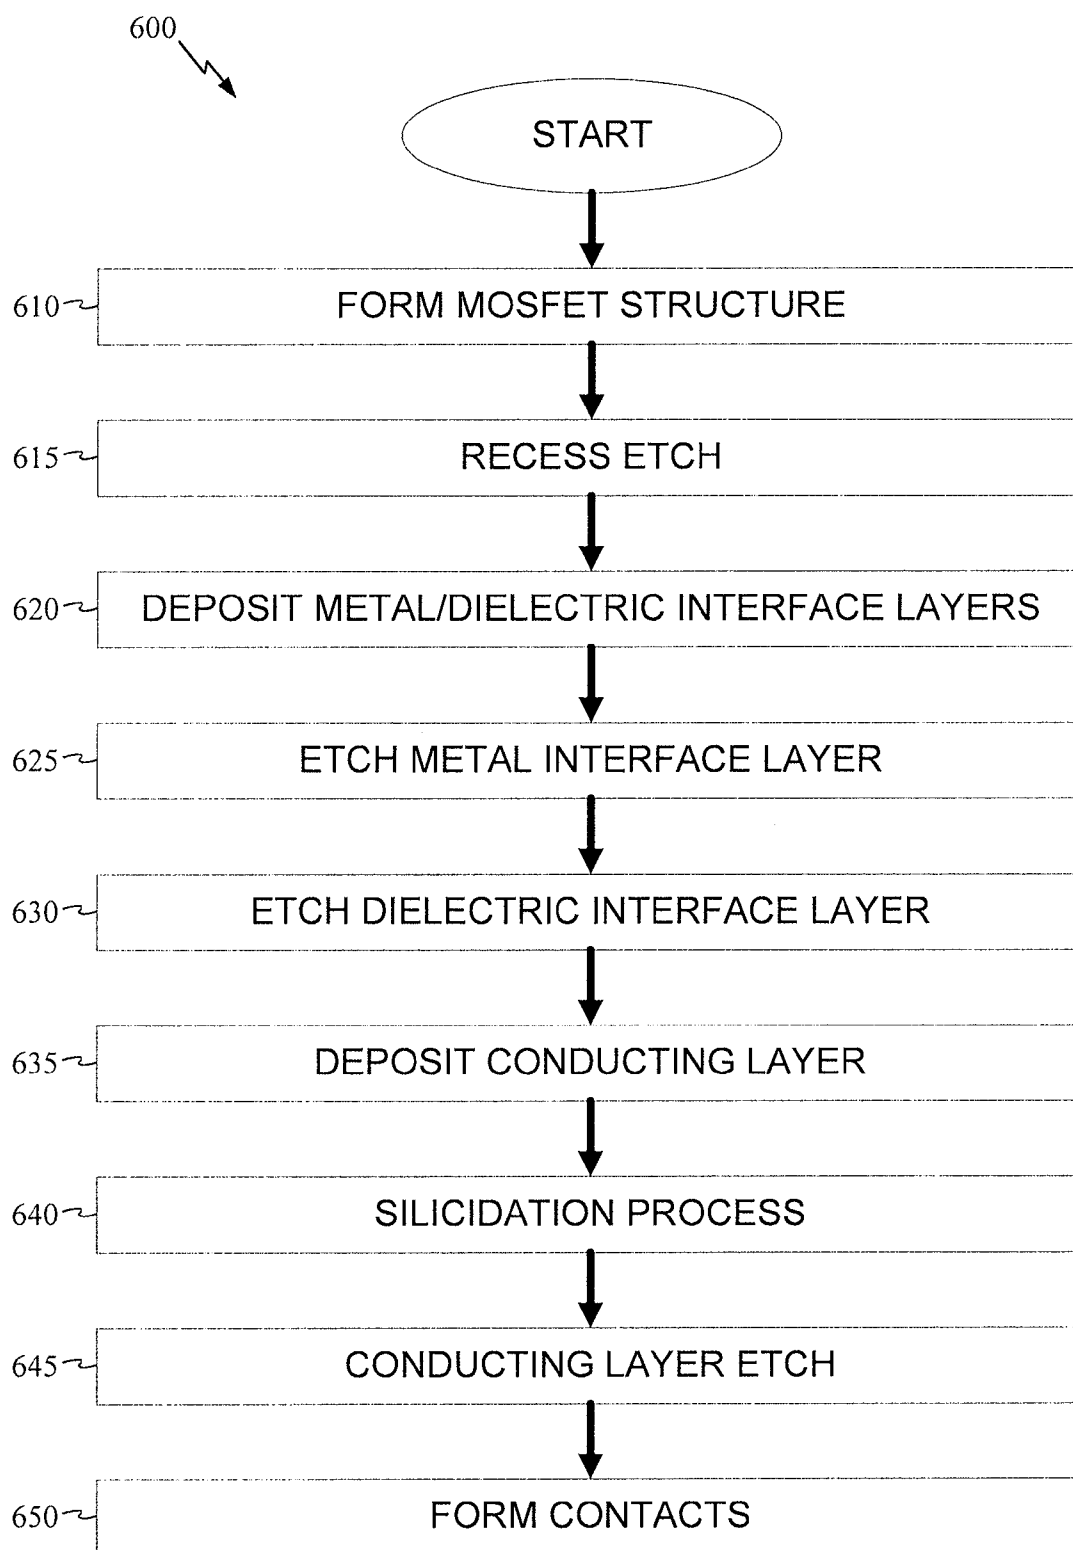 600
START
610 FORM MOSFET STRUCTURE
615 RECESS ETCH
620 DEPOSIT METAL/DIELECTRIC INTERFACE LAYERS
625 ETCH METAL INTERFACE LAYER
630 ETCH DIELECTRIC INTERFACE LAYER
635 DEPOSIT CONDUCTING LAYER
640 SILICIDATION PROCESS
645 CONDUCTING LAYER ETCH
650 FORM CONTACTS